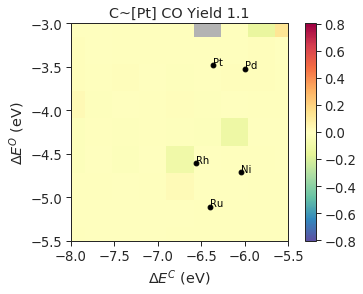 C~[Pt] CO Yield 1.1
−3.0
−3.5
−4.0
−4.5
−5.0
−5.5
ΔE^O (eV)
Pt
Pd
Rh
Ni
Ru
−8.0 −7.5 −7.0 −6.5 −6.0 −5.5
ΔE^C (eV)
0.8
0.6
0.4
0.2
0.0
−0.2
−0.4
−0.6
−0.8